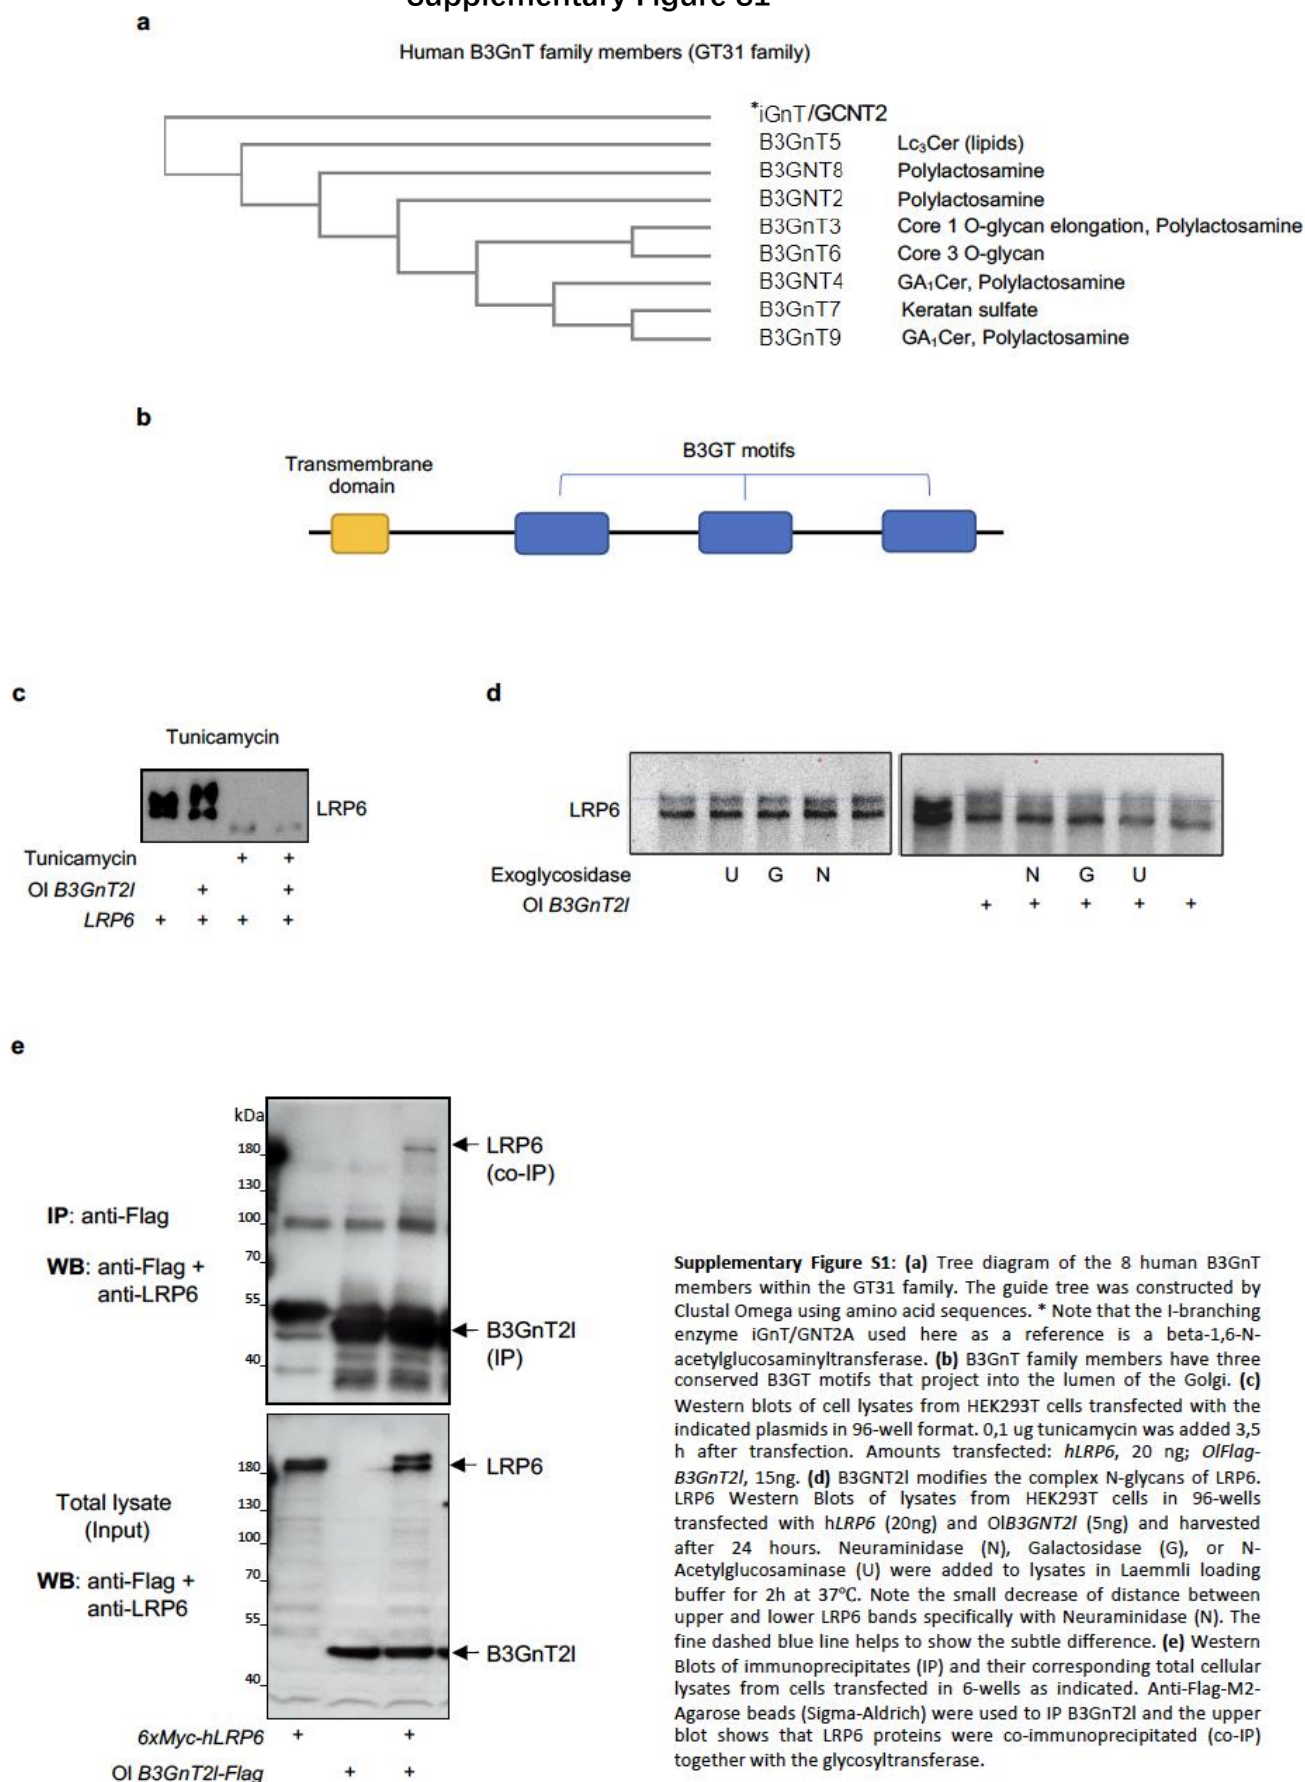 Supplementary Figure S1
a
Human B3GnT family members (GT31 family)
*iGnT/GCNT2
B3GnT5 Lc3Cer (lipids)
B3GNT8 Polylactosamine
B3GNT2 Polylactosamine
B3GnT3 Core 1 O-glycan elongation, Polylactosamine
B3GnT6 Core 3 O-glycan
B3GNT4 GA1Cer, Polylactosamine
B3GnT7 Keratan sulfate
B3GnT9 GA1Cer, Polylactosamine
b
B3GT motifs
Transmembrane
domain
c
Tunicamycin
LRP6
Tunicamycin + +
Ol B3GnT2l + +
LRP6 + + + +
d
LRP6
Exoglycosidase U G N N G U
Ol B3GnT2l + + + + +
e
kDa
180
130
100
70
55
40
LRP6
(co-IP)
IP: anti-Flag
WB: anti-Flag +
anti-LRP6
B3GnT2l
(IP)
180
130
100
70
55
40
LRP6
Total lysate
(Input)
WB: anti-Flag +
anti-LRP6
B3GnT2l
6xMyc-hLRP6 + +
Ol B3GnT2l-Flag + +
Supplementary Figure S1: (a) Tree diagram of the 8 human B3GnT
members within the GT31 family. The guide tree was constructed by
Clustal Omega using amino acid sequences. * Note that the I-branching
enzyme iGnT/GNT2A used here as a reference is a beta-1,6-N-
acetylglucosaminyltransferase. (b) B3GnT family members have three
conserved B3GT motifs that project into the lumen of the Golgi. (c)
Western blots of cell lysates from HEK293T cells transfected with the
indicated plasmids in 96-well format. 0,1 ug tunicamycin was added 3,5
h after transfection. Amounts transfected: hLRP6, 20 ng; OlFlag-
B3GnT2l, 15ng. (d) B3GNT2l modifies the complex N-glycans of LRP6.
LRP6 Western Blots of lysates from HEK293T cells in 96-wells
transfected with hLRP6 (20ng) and OlB3GNT2l (5ng) and harvested
after 24 hours. Neuraminidase (N), Galactosidase (G), or N-
Acetylglucosaminase (U) were added to lysates in Laemmli loading
buffer for 2h at 37℃. Note the small decrease of distance between
upper and lower LRP6 bands specifically with Neuraminidase (N). The
fine dashed blue line helps to show the subtle difference. (e) Western
Blots of immunoprecipitates (IP) and their corresponding total cellular
lysates from cells transfected in 6-wells as indicated. Anti-Flag-M2-
Agarose beads (Sigma-Aldrich) were used to IP B3GnT2l and the upper
blot shows that LRP6 proteins were co-immunoprecipitated (co-IP)
together with the glycosyltransferase.